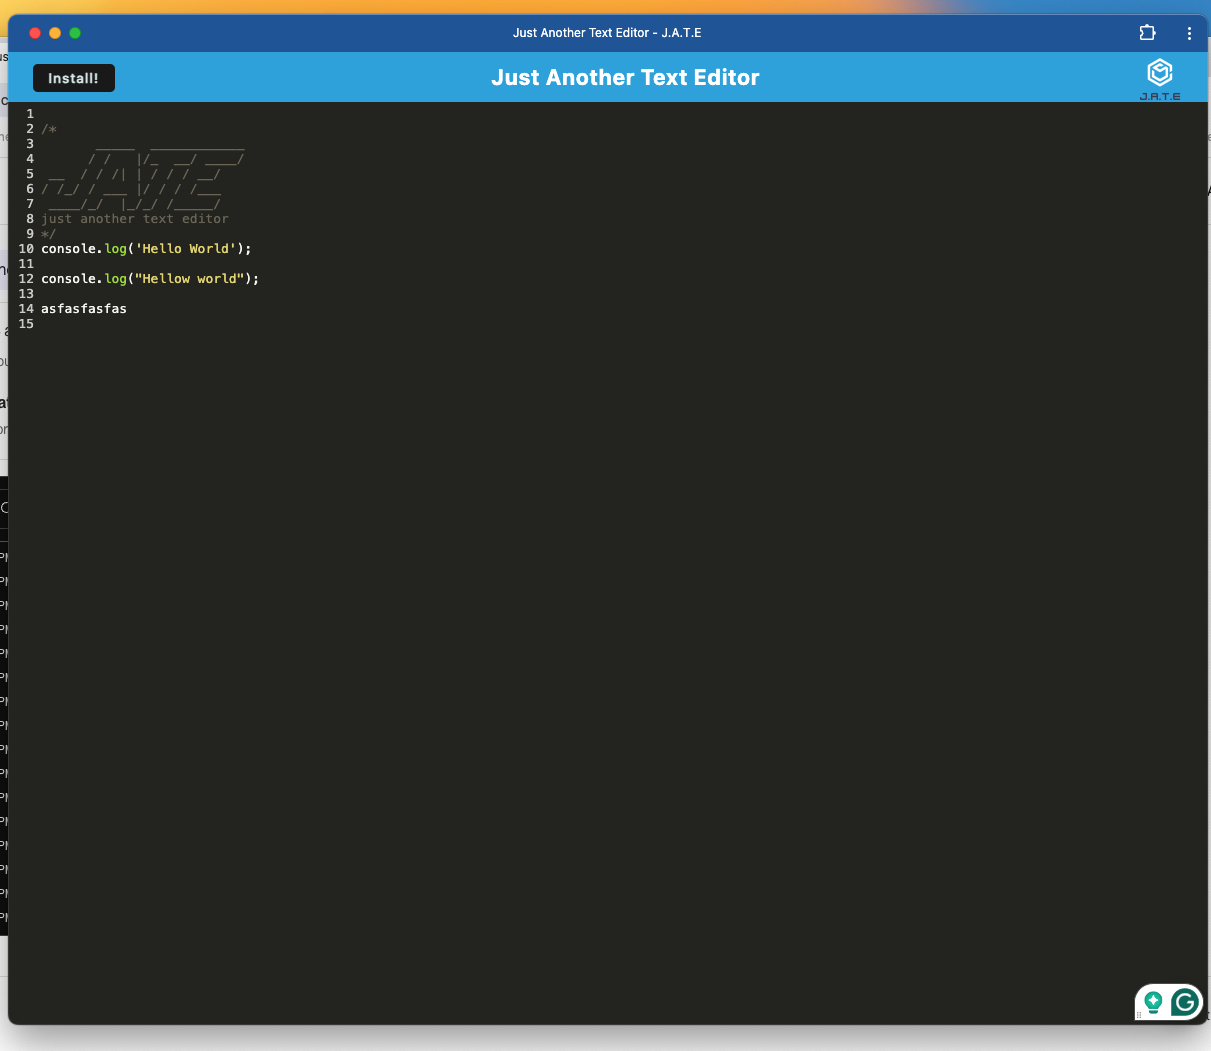 Just Another Text Editor - J.A.T.E
Install!
Just Another Text Editor
J.A.T.E
1
2 /*
3        _____  ____________
4       / /   |/_  __/ ____/
5  __  / / /| | / / / __/
6 / /_/ / ___ |/ / / /___
7  ____/_/  |_/_/ /_____/
8 just another text editor
9 */
10 console.log('Hello World');
11
12 console.log("Hellow world");
13
14 asfasfasfas
15